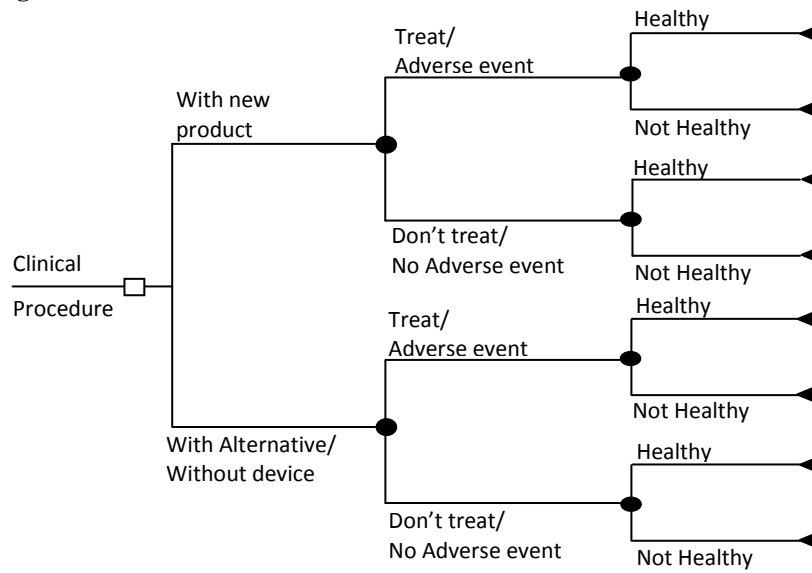 Healthy
Treat/
Adverse event
With new
product
Not Healthy
Healthy
Don't treat/
No Adverse event
Not Healthy
Clinical
Procedure
Healthy
Treat/
Adverse event
Not Healthy
With Alternative/
Without device
Healthy
Don't treat/
No Adverse event
Not Healthy